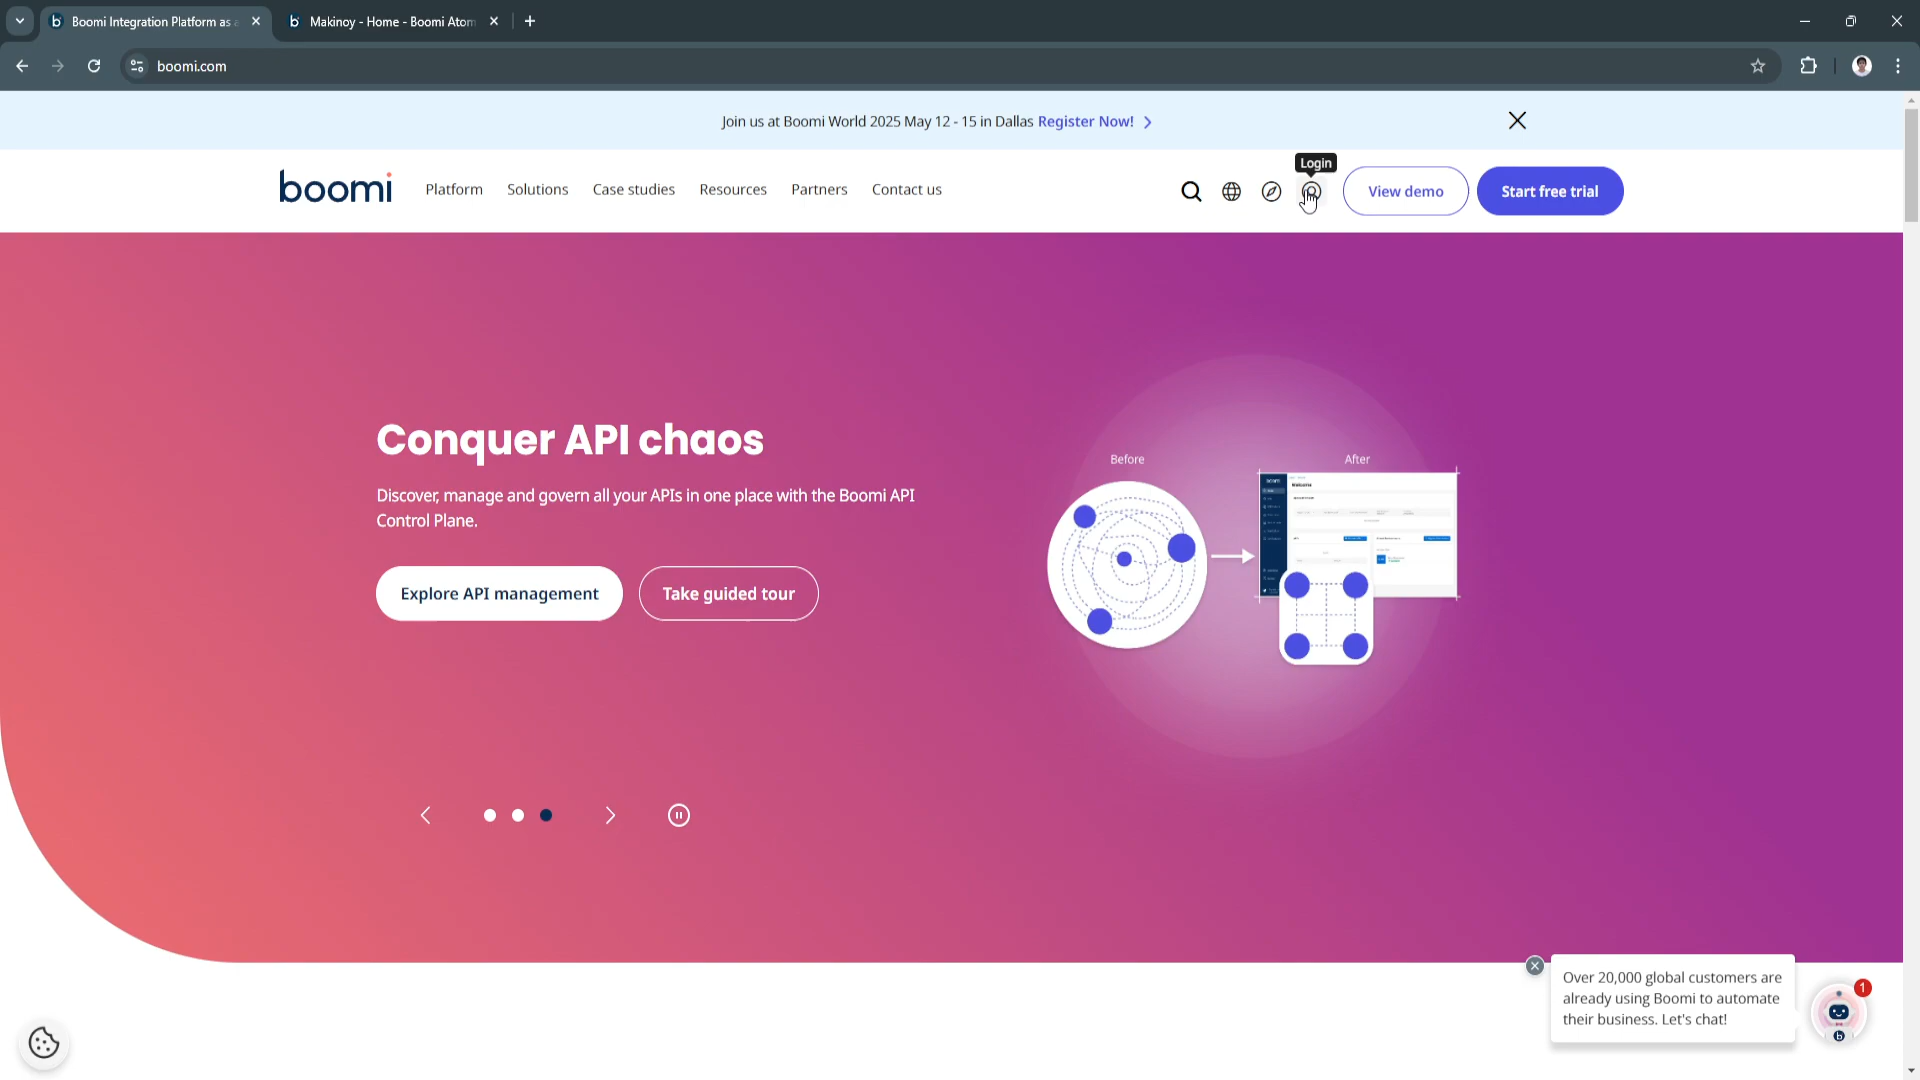 Boomi Integration Platform as a
Makinoy - Home - Boomi Atom
boomi.com
Join us at Boomi World 2025 May 12 - 15 in Dallas Register Now!
Login
boomi
Platform
Solutions
Case studies
Resources
Partners
Contact us
View demo
Start free trial
Conquer API chaos
Discover, manage and govern all your APIs in one place with the Boomi API
Control Plane.
Explore API management
Take guided tour
Before
After
boomi
Welcome
Over 20,000 global customers are
already using Boomi to automate
their business. Let's chat!
1